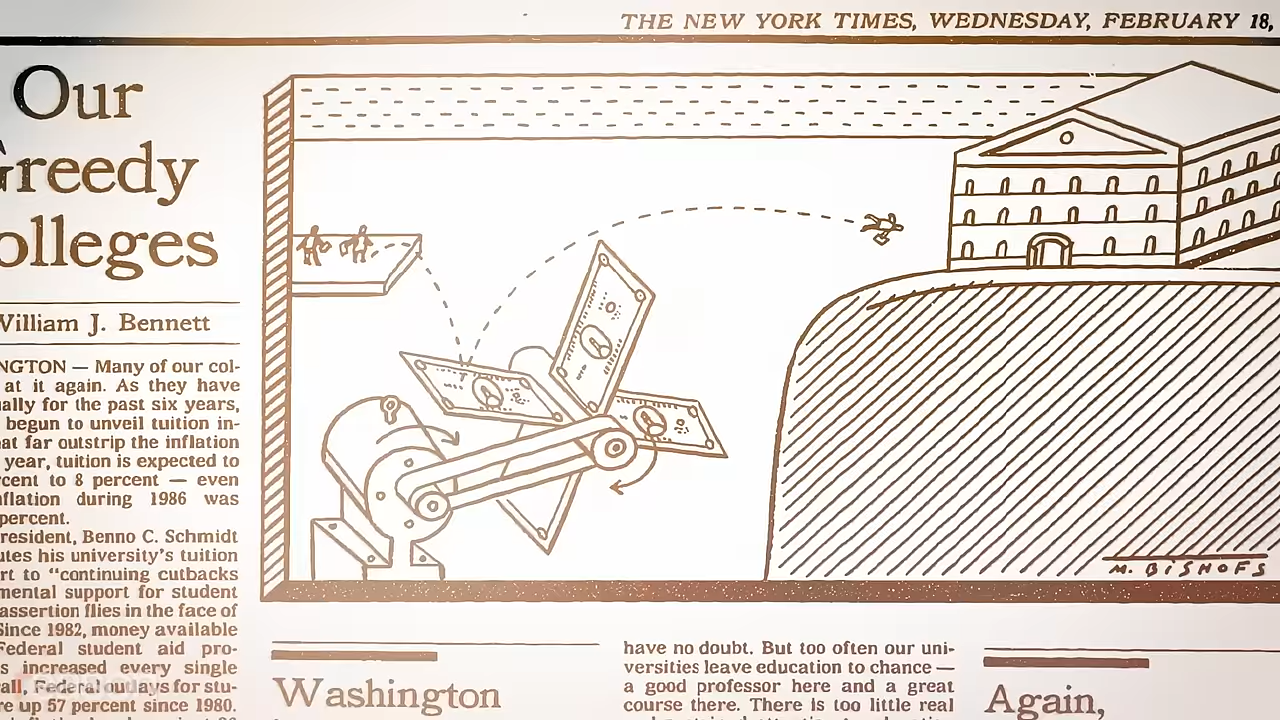 THE NEW YORK TIMES, WEDNESDAY, FEBRUARY 18,
Our
Greedy
olleges
William J. Bennett
NGTON — Many of our col-
at it again. As they have
ally for the past six years,
begun to unveil tuition in-
at far outstrip the inflation
year, tuition is expected to
rcent to 8 percent — even
nflation during 1986 was
percent.
resident, Benno C. Schmidt
utes his university's tuition
rt to "continuing cutbacks
mental support for student
assertion flies in the face of
Since 1982, money available
Federal student aid pro-
s increased every single
all, Federal outlays for stu-
re up 57 percent since 1980.
M. BISHOFS
Washington
have no doubt. But too often our uni-
versities leave education to chance —
a good professor here and a great
course there. There is too little real
Again,